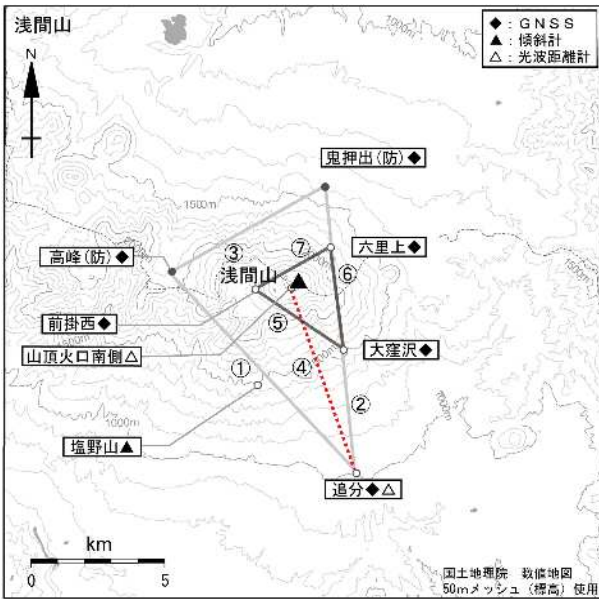 浅間山
◆：GNSS
▲：傾斜計
△：光波距離計
N
鬼押出(防)◆
1500m
高峰(防)◆
③
⑦
六里上◆
浅間山
⑥
1500m
前掛西◆
⑤
山頂火口南側△
大窪沢◆
①
④
②
1000m
塩野山▲
追分◆△
km
0
5
国土地理院 数値地図
50mメッシュ（標高）使用